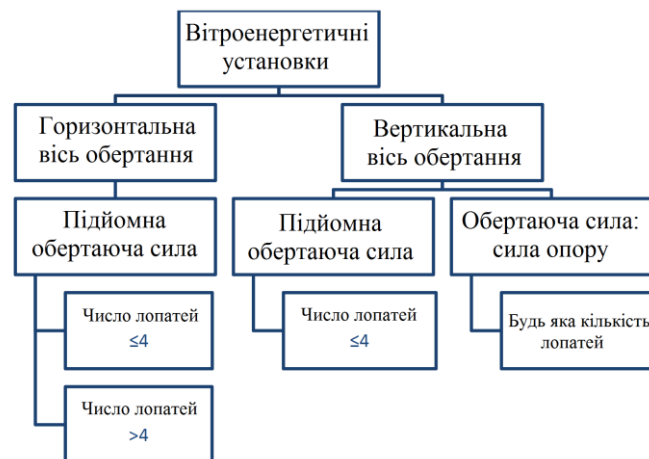 Вітроенергетичні
установки
Горизонтальна
вісь обертання
Вертикальна
вісь обертання
Підйомна
обертаюча сила
Підйомна
обертаюча сила
Обертаюча сила:
сила опору
Число лопатей
≤4
Число лопатей
≤4
Будь яка кількість
лопатей
Число лопатей
>4